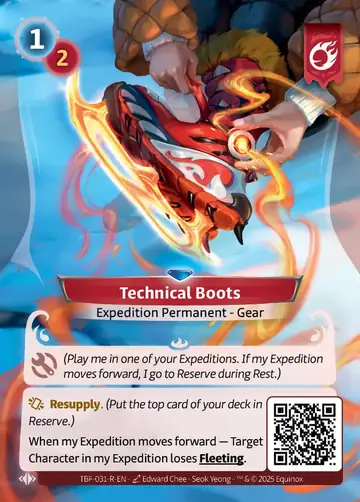 1
2
Technical Boots
Expedition Permanent - Gear
(Play me in one of your Expeditions. If my Expedition
moves forward, I go to Reserve during Rest.)
Resupply. (Put the top card of your deck in
Reserve.)
When my Expedition moves forward — Target
Character in my Expedition loses Fleeting.
TBF-031-R-EN - Edward Chee - Seok Yeong - ™ & © 2025 Equinox